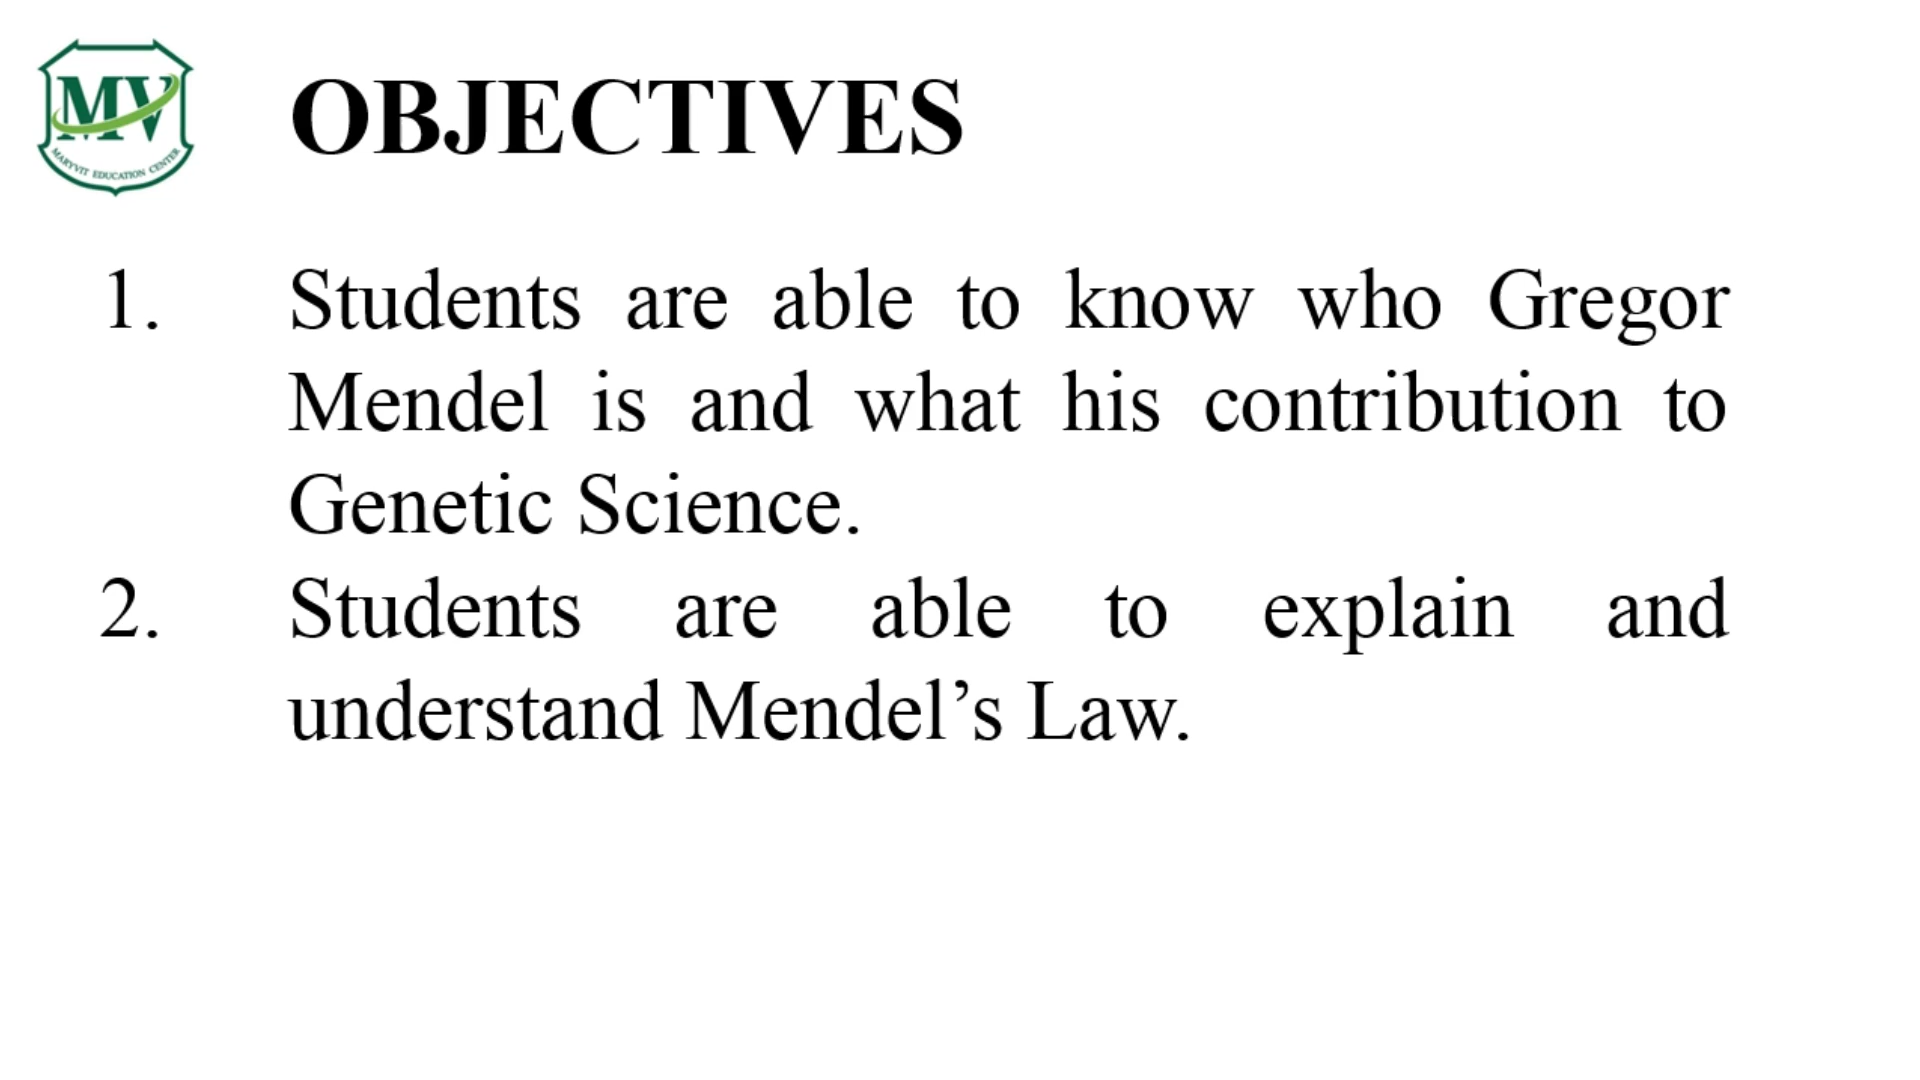 MV
MARYVIT EDUCATION CENTER
OBJECTIVES
1. Students are able to know who Gregor
Mendel is and what his contribution to
Genetic Science.
2. Students are able to explain and
understand Mendel’s Law.